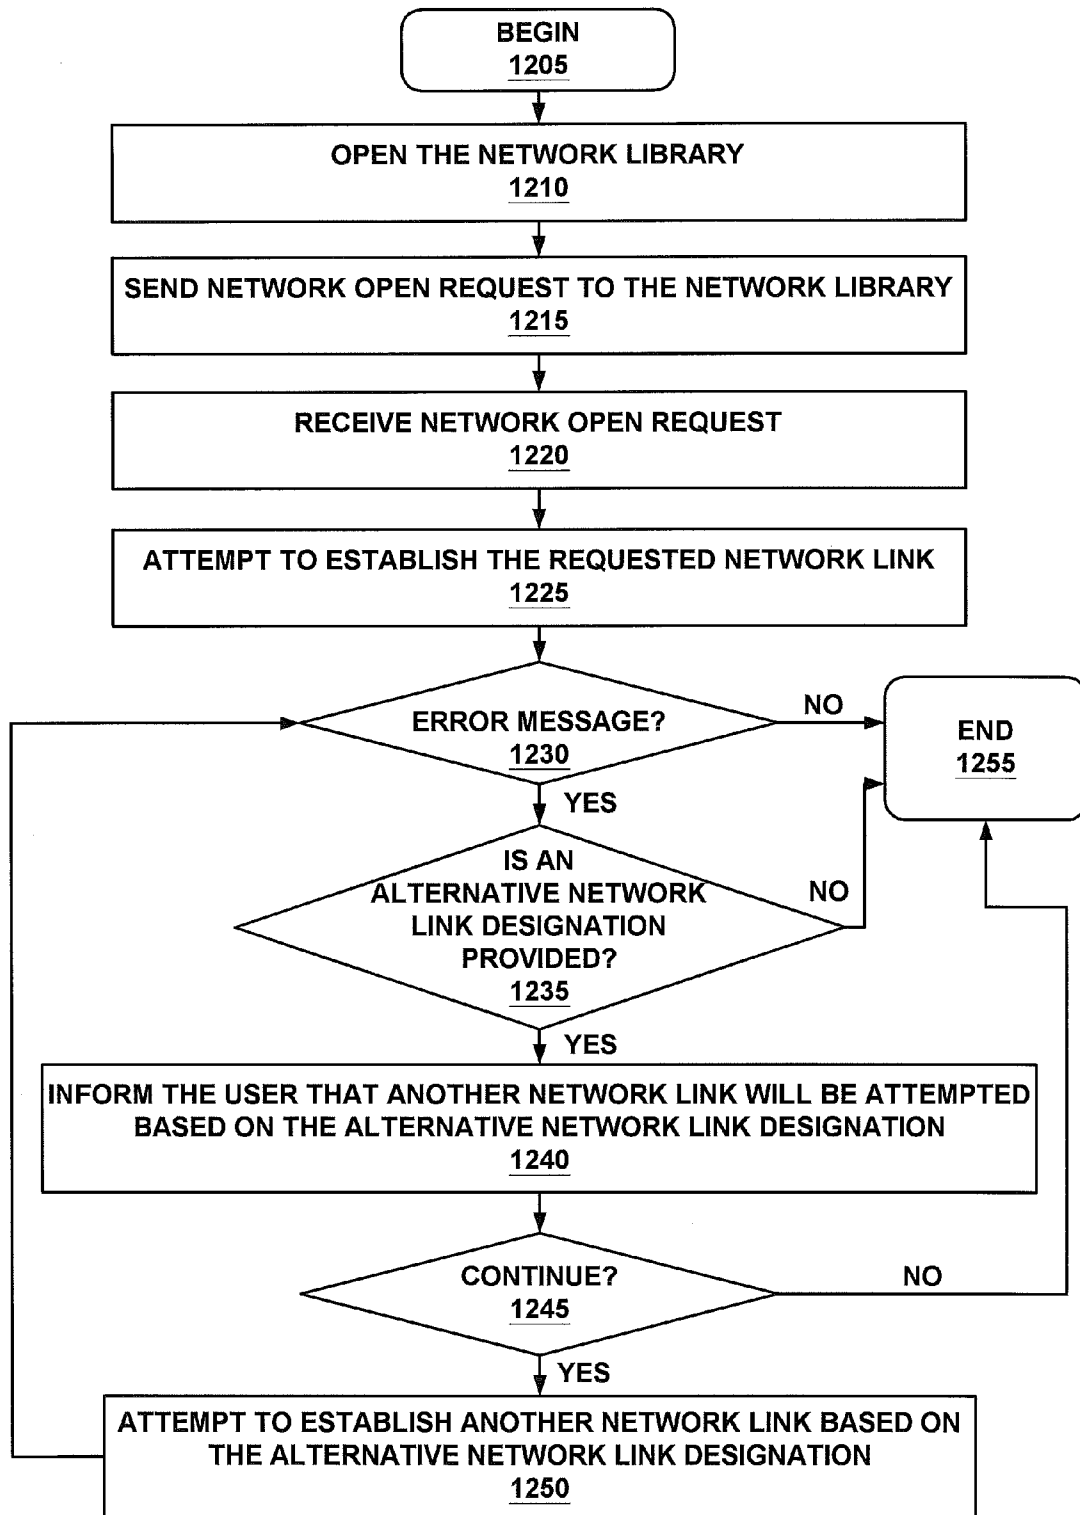 BEGIN
1205
OPEN THE NETWORK LIBRARY
1210
SEND NETWORK OPEN REQUEST TO THE NETWORK LIBRARY
1215
RECEIVE NETWORK OPEN REQUEST
1220
ATTEMPT TO ESTABLISH THE REQUESTED NETWORK LINK
1225
ERROR MESSAGE?
1230
NO
END
1255
YES
IS AN
ALTERNATIVE NETWORK
LINK DESIGNATION
PROVIDED?
1235
NO
YES
INFORM THE USER THAT ANOTHER NETWORK LINK WILL BE ATTEMPTED
BASED ON THE ALTERNATIVE NETWORK LINK DESIGNATION
1240
CONTINUE?
1245
NO
YES
ATTEMPT TO ESTABLISH ANOTHER NETWORK LINK BASED ON
THE ALTERNATIVE NETWORK LINK DESIGNATION
1250